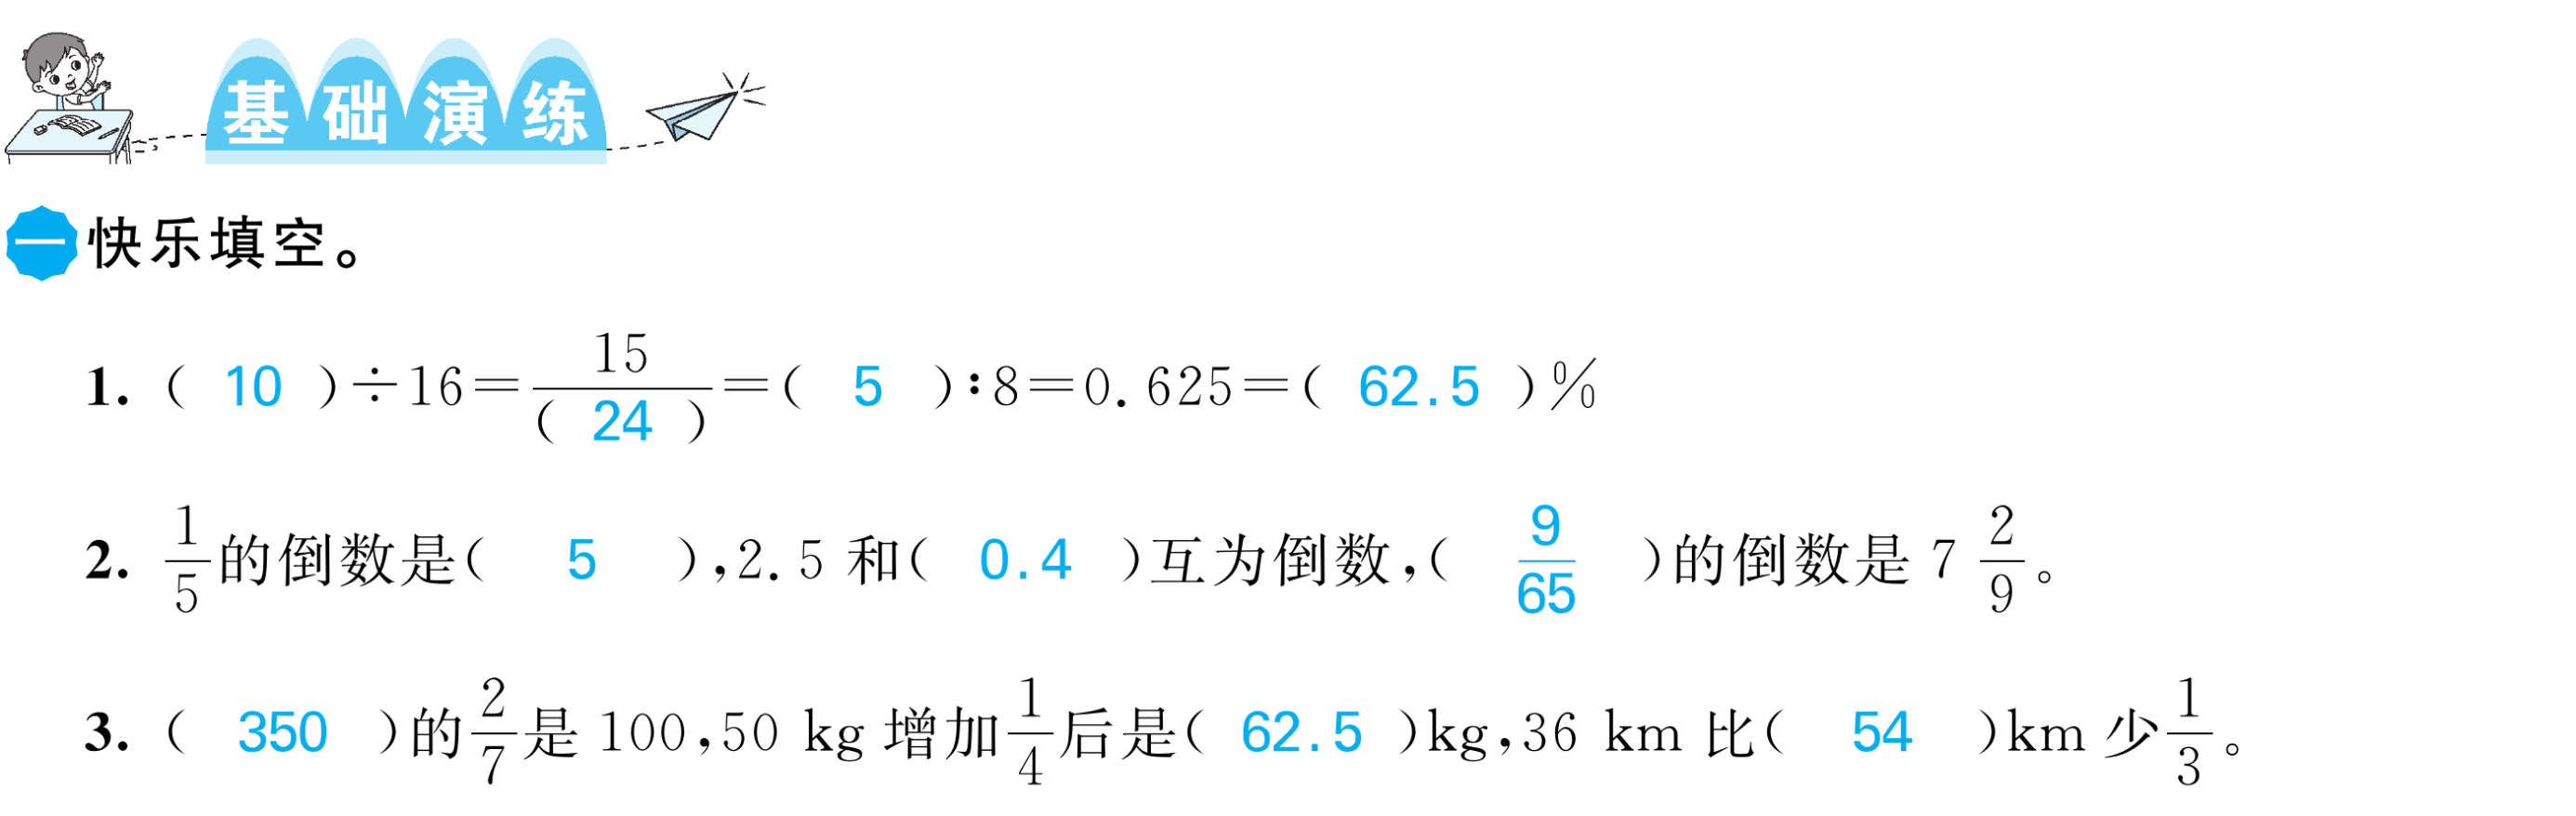 基础演练
一 快乐填空。
1. ( 10 )÷16=15/( 24 )=( 5 )∶8=0.625=( 62.5 )%
2. 1/5的倒数是( 5 ),2.5 和( 0.4 )互为倒数,( 9/65 )的倒数是 7 2/9。
3. ( 350 )的2/7是 100,50 kg 增加1/4后是( 62.5 )kg,36 km 比( 54 )km 少1/3。